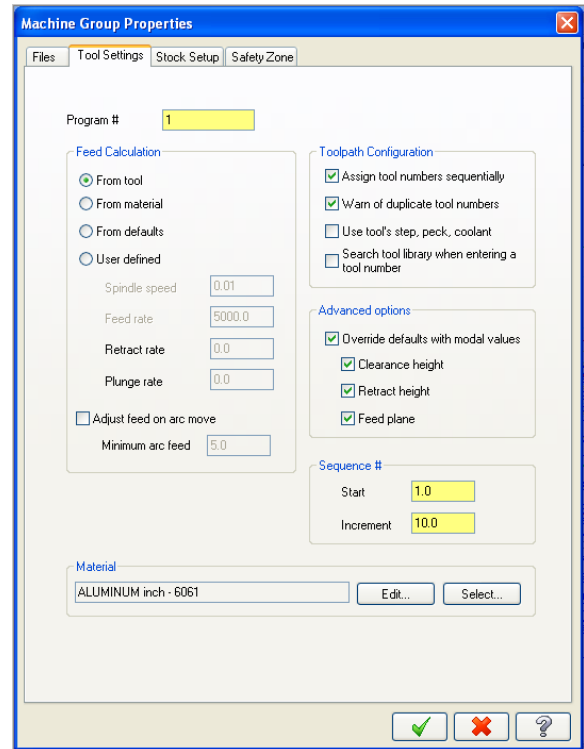 Machine Group Properties
Files Tool Settings Stock Setup Safety Zone
Program # 1
Feed Calculation
From tool
From material
From defaults
User defined
Spindle speed 0.01
Feed rate 5000.0
Retract rate 0.0
Plunge rate 0.0
Adjust feed on arc move
Minimum arc feed 5.0
Toolpath Configuration
Assign tool numbers sequentially
Warn of duplicate tool numbers
Use tool's step, peck, coolant
Search tool library when entering a
tool number
Advanced options
Override defaults with modal values
Clearance height
Retract height
Feed plane
Sequence #
Start 1.0
Increment 10.0
Material
ALUMINUM inch - 6061 Edit... Select...